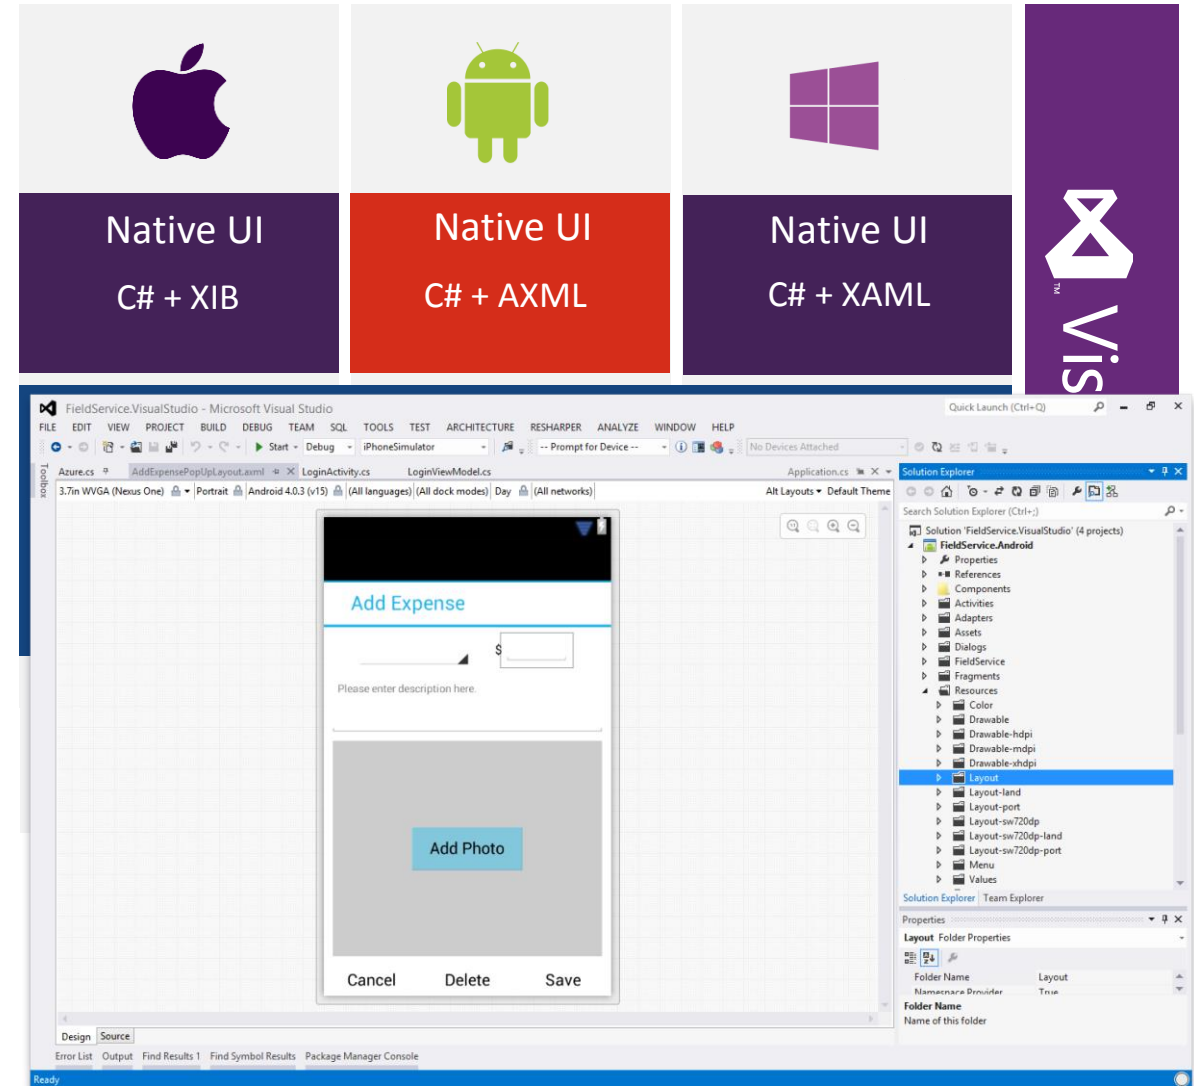 Native UI
C# + XIB
Native UI
C# + AXML
Native UI
C# + XAML
TM
Vis
FieldService.VisualStudio - Microsoft Visual Studio
Quick Launch (Ctrl+Q)
FILE EDIT VIEW PROJECT BUILD DEBUG TEAM SQL TOOLS TEST ARCHITECTURE RESHARPER ANALYZE WINDOW HELP
Start Debug iPhoneSimulator -- Prompt for Device -- No Devices Attached
Toolbox
Azure.cs AddExpensePopUpLayout.axml LoginActivity.cs LoginViewModel.cs Application.cs
3.7in WVGA (Nexus One) Portrait Android 4.0.3 (v15) (All languages) (All dock modes) Day (All networks) Alt Layouts Default Theme
Add Expense
$
Please enter description here.
Add Photo
Cancel Delete Save
Design Source
Error List Output Find Results 1 Find Symbol Results Package Manager Console
Ready
Solution Explorer
Search Solution Explorer (Ctrl+;)
Solution 'FieldService.VisualStudio' (4 projects)
FieldService.Android
Properties
References
Components
Activities
Adapters
Assets
Dialogs
FieldService
Fragments
Resources
Color
Drawable
Drawable-hdpi
Drawable-mdpi
Drawable-xhdpi
Layout
Layout-land
Layout-port
Layout-sw720dp
Layout-sw720dp-land
Layout-sw720dp-port
Menu
Values
Solution Explorer Team Explorer
Properties
Layout Folder Properties
Folder Name Layout
Namespace Provider True
Folder Name
Name of this folder